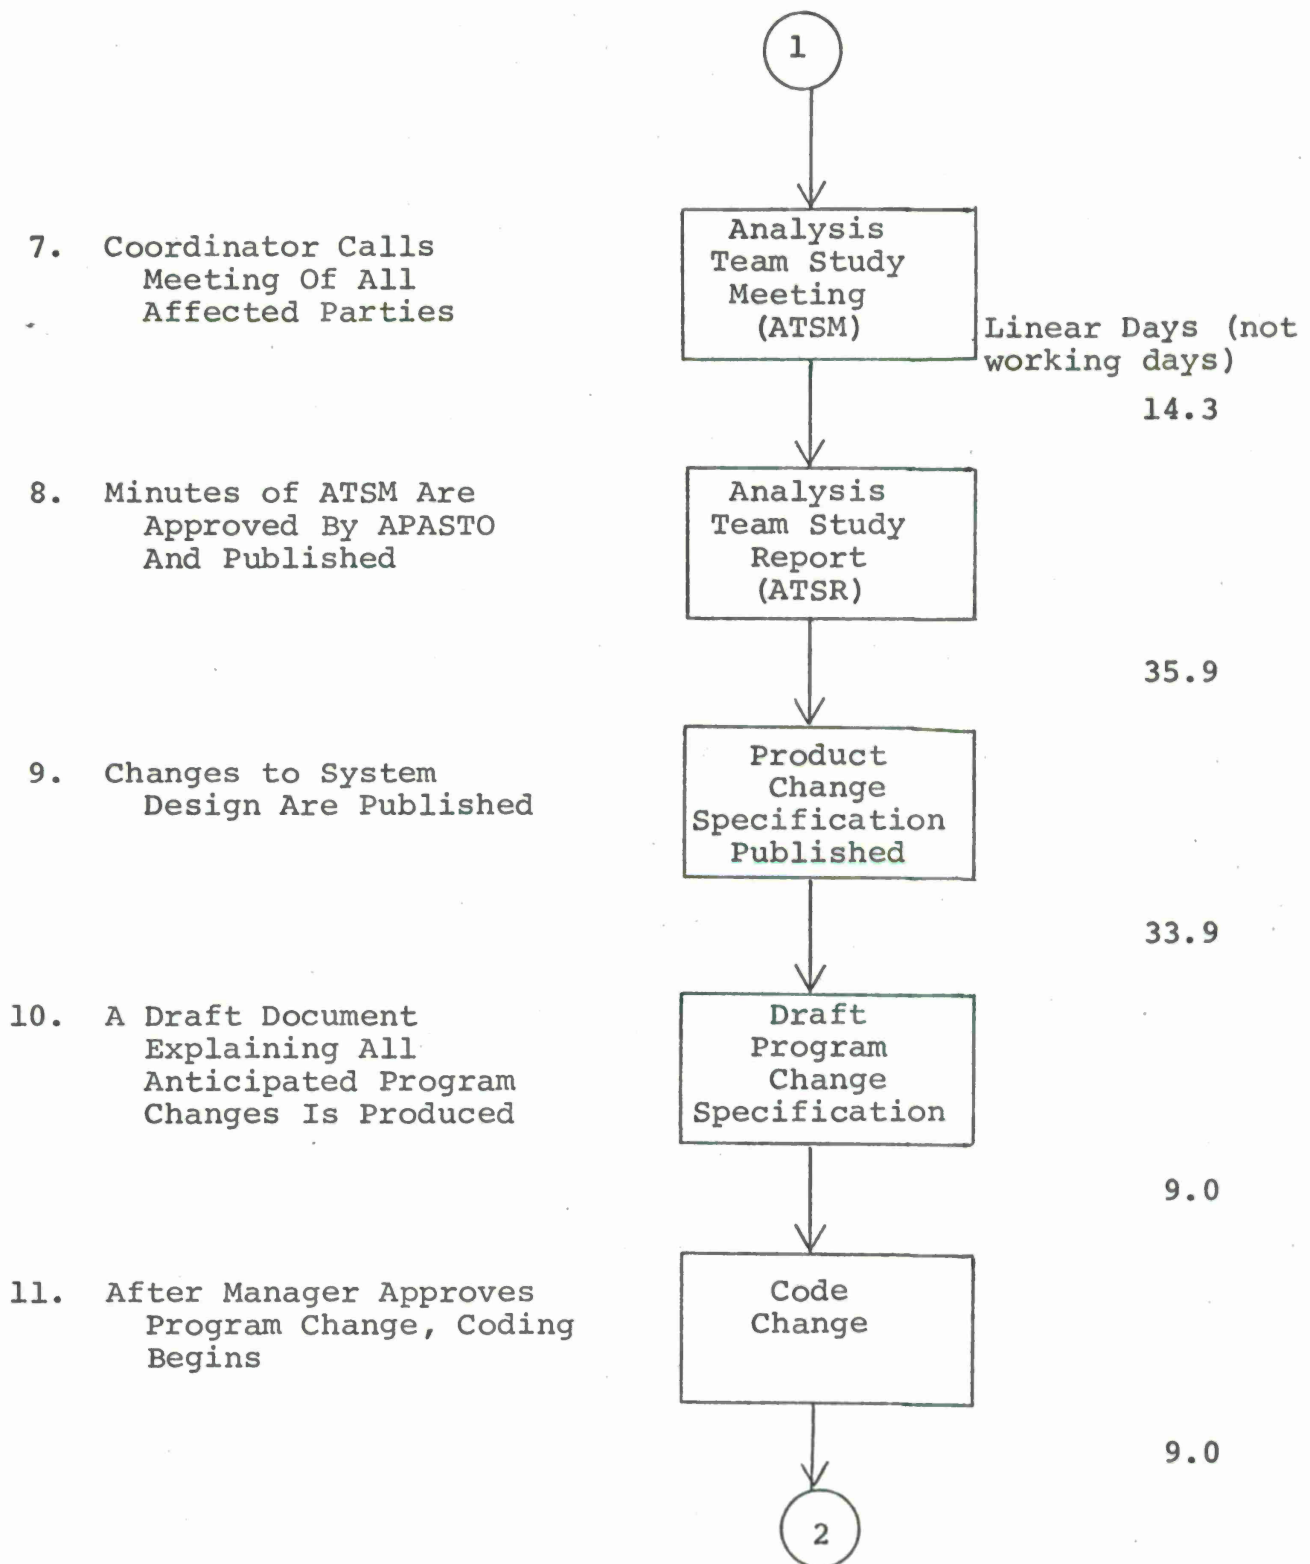 1
7. Coordinator Calls
Meeting Of All
Affected Parties
Analysis
Team Study
Meeting
(ATSM)
Linear Days (not
working days)
14.3
8. Minutes of ATSM Are
Approved By APASTO
And Published
Analysis
Team Study
Report
(ATSR)
35.9
9. Changes to System
Design Are Published
Product
Change
Specification
Published
33.9
10. A Draft Document
Explaining All
Anticipated Program
Changes Is Produced
Draft
Program
Change
Specification
9.0
11. After Manager Approves
Program Change, Coding
Begins
Code
Change
9.0
2